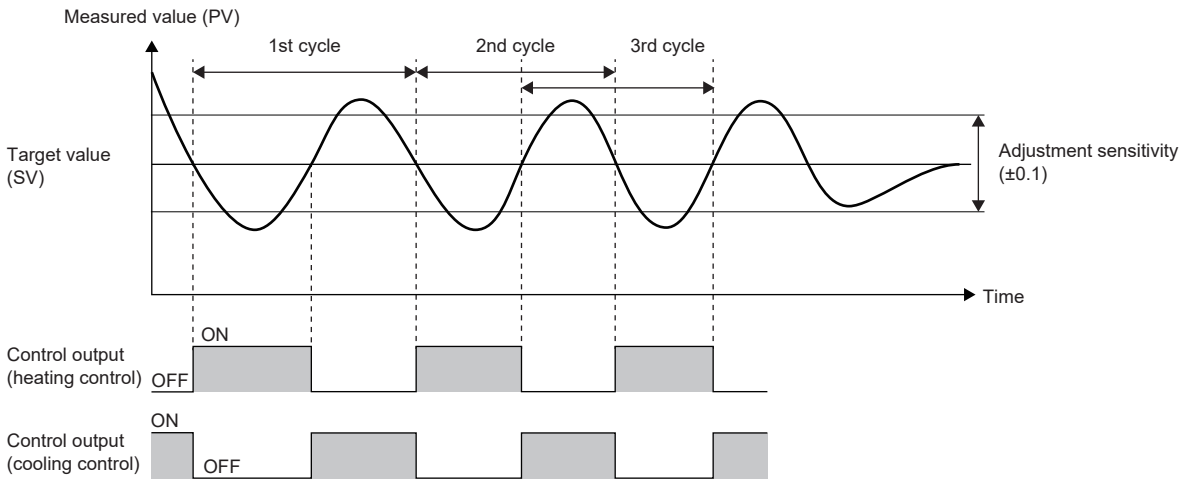 Measured value (PV)
1st cycle
2nd cycle
3rd cycle
Target value
(SV)
Adjustment sensitivity
(±0.1)
Time
ON
Control output
(heating control)
OFF
ON
Control output
(cooling control)
OFF